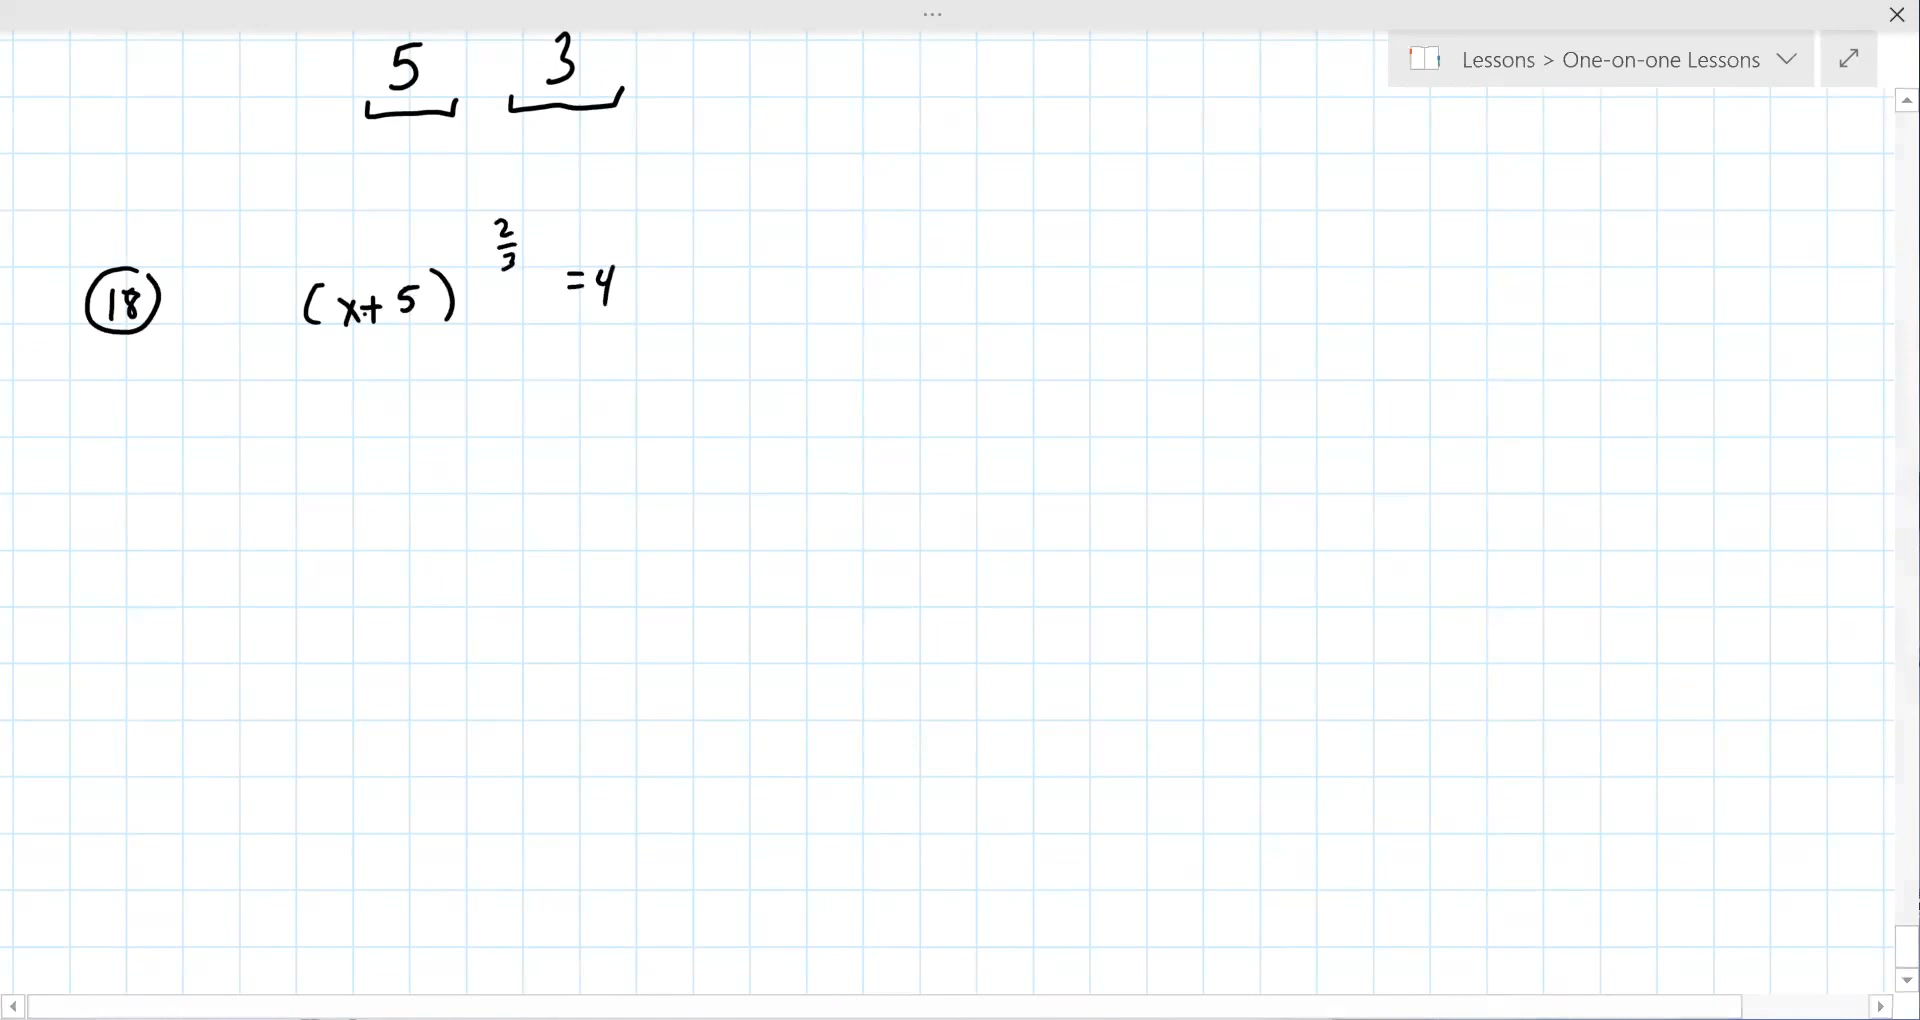 ...
Lessons > One-on-one Lessons
5 3
18 (x+5)^(2/3) =4